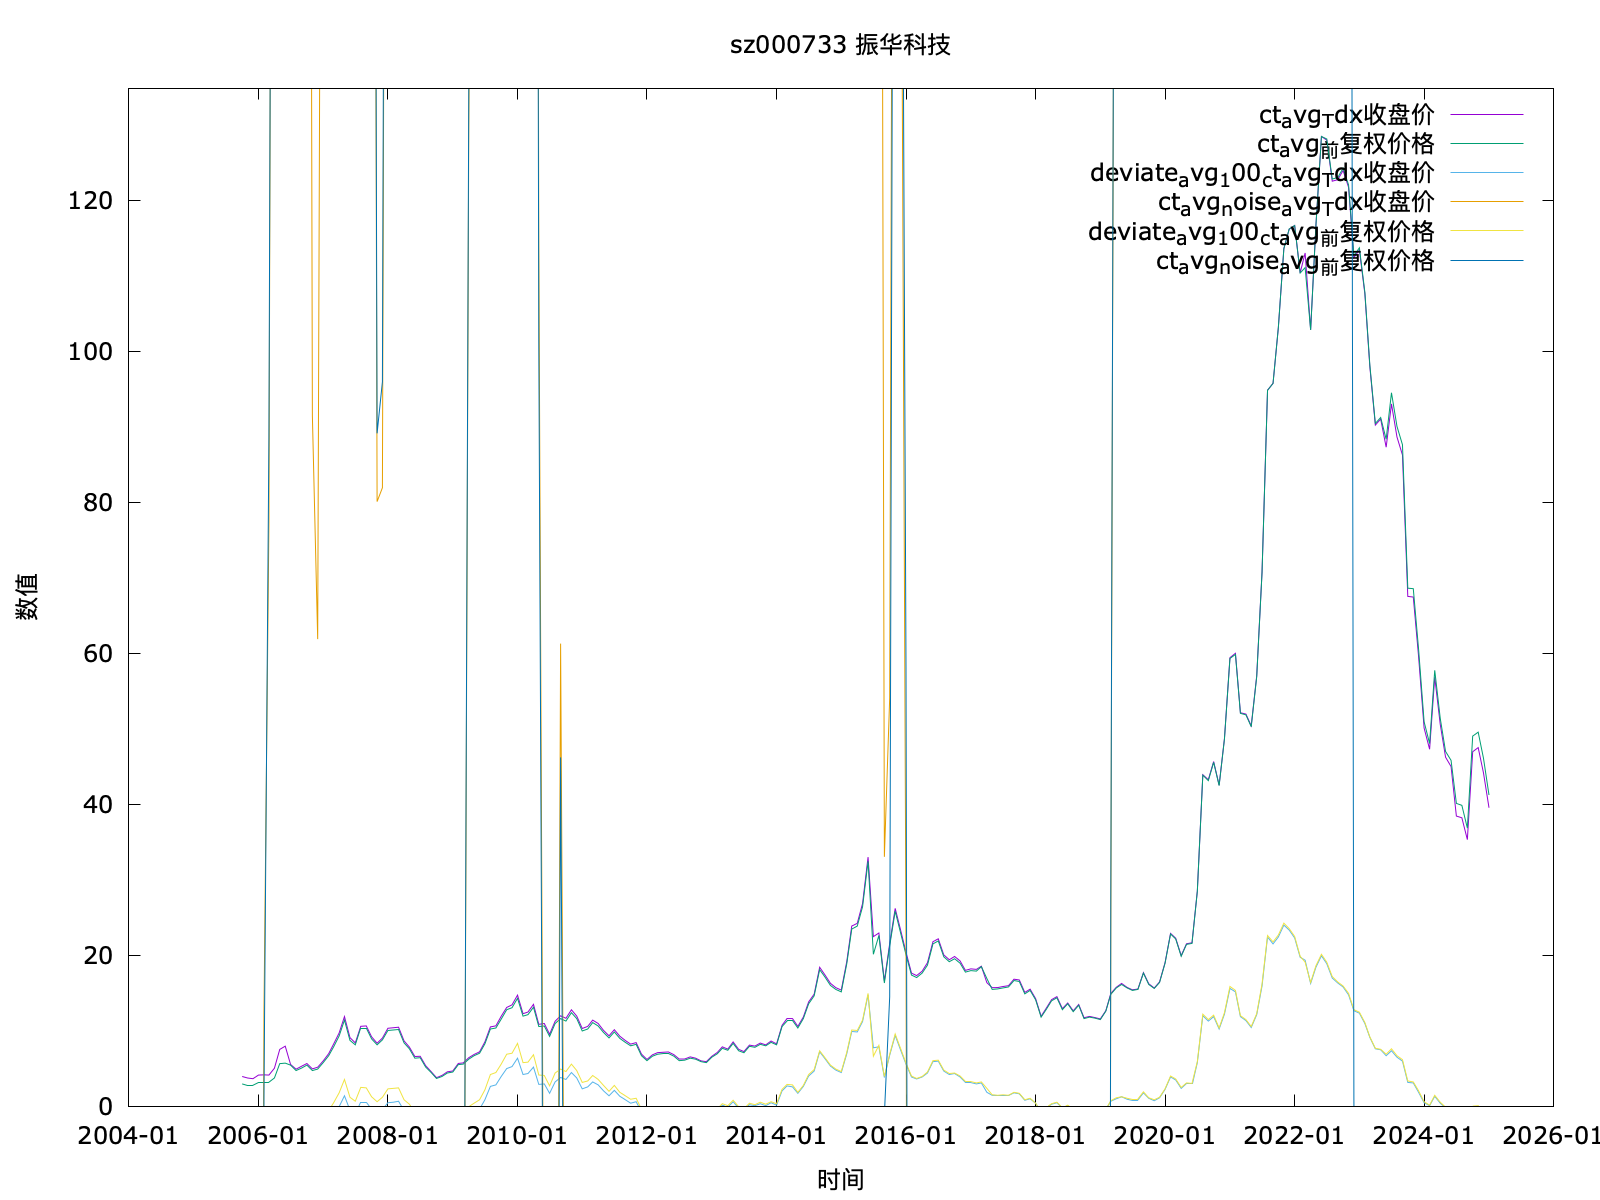 sz000733 振华科技
ct_avg_Tdx收盘价
ct_avg_前复权价格
deviate_avg_100_ct_avg_Tdx收盘价
ct_avg_noise_avg_Tdx收盘价
deviate_avg_100_ct_avg_前复权价格
ct_avg_noise_avg_前复权价格
120
100
80
60
40
20
0
数值
2004-01 2006-01 2008-01 2010-01 2012-01 2014-01 2016-01 2018-01 2020-01 2022-01 2024-01 2026-01
时间